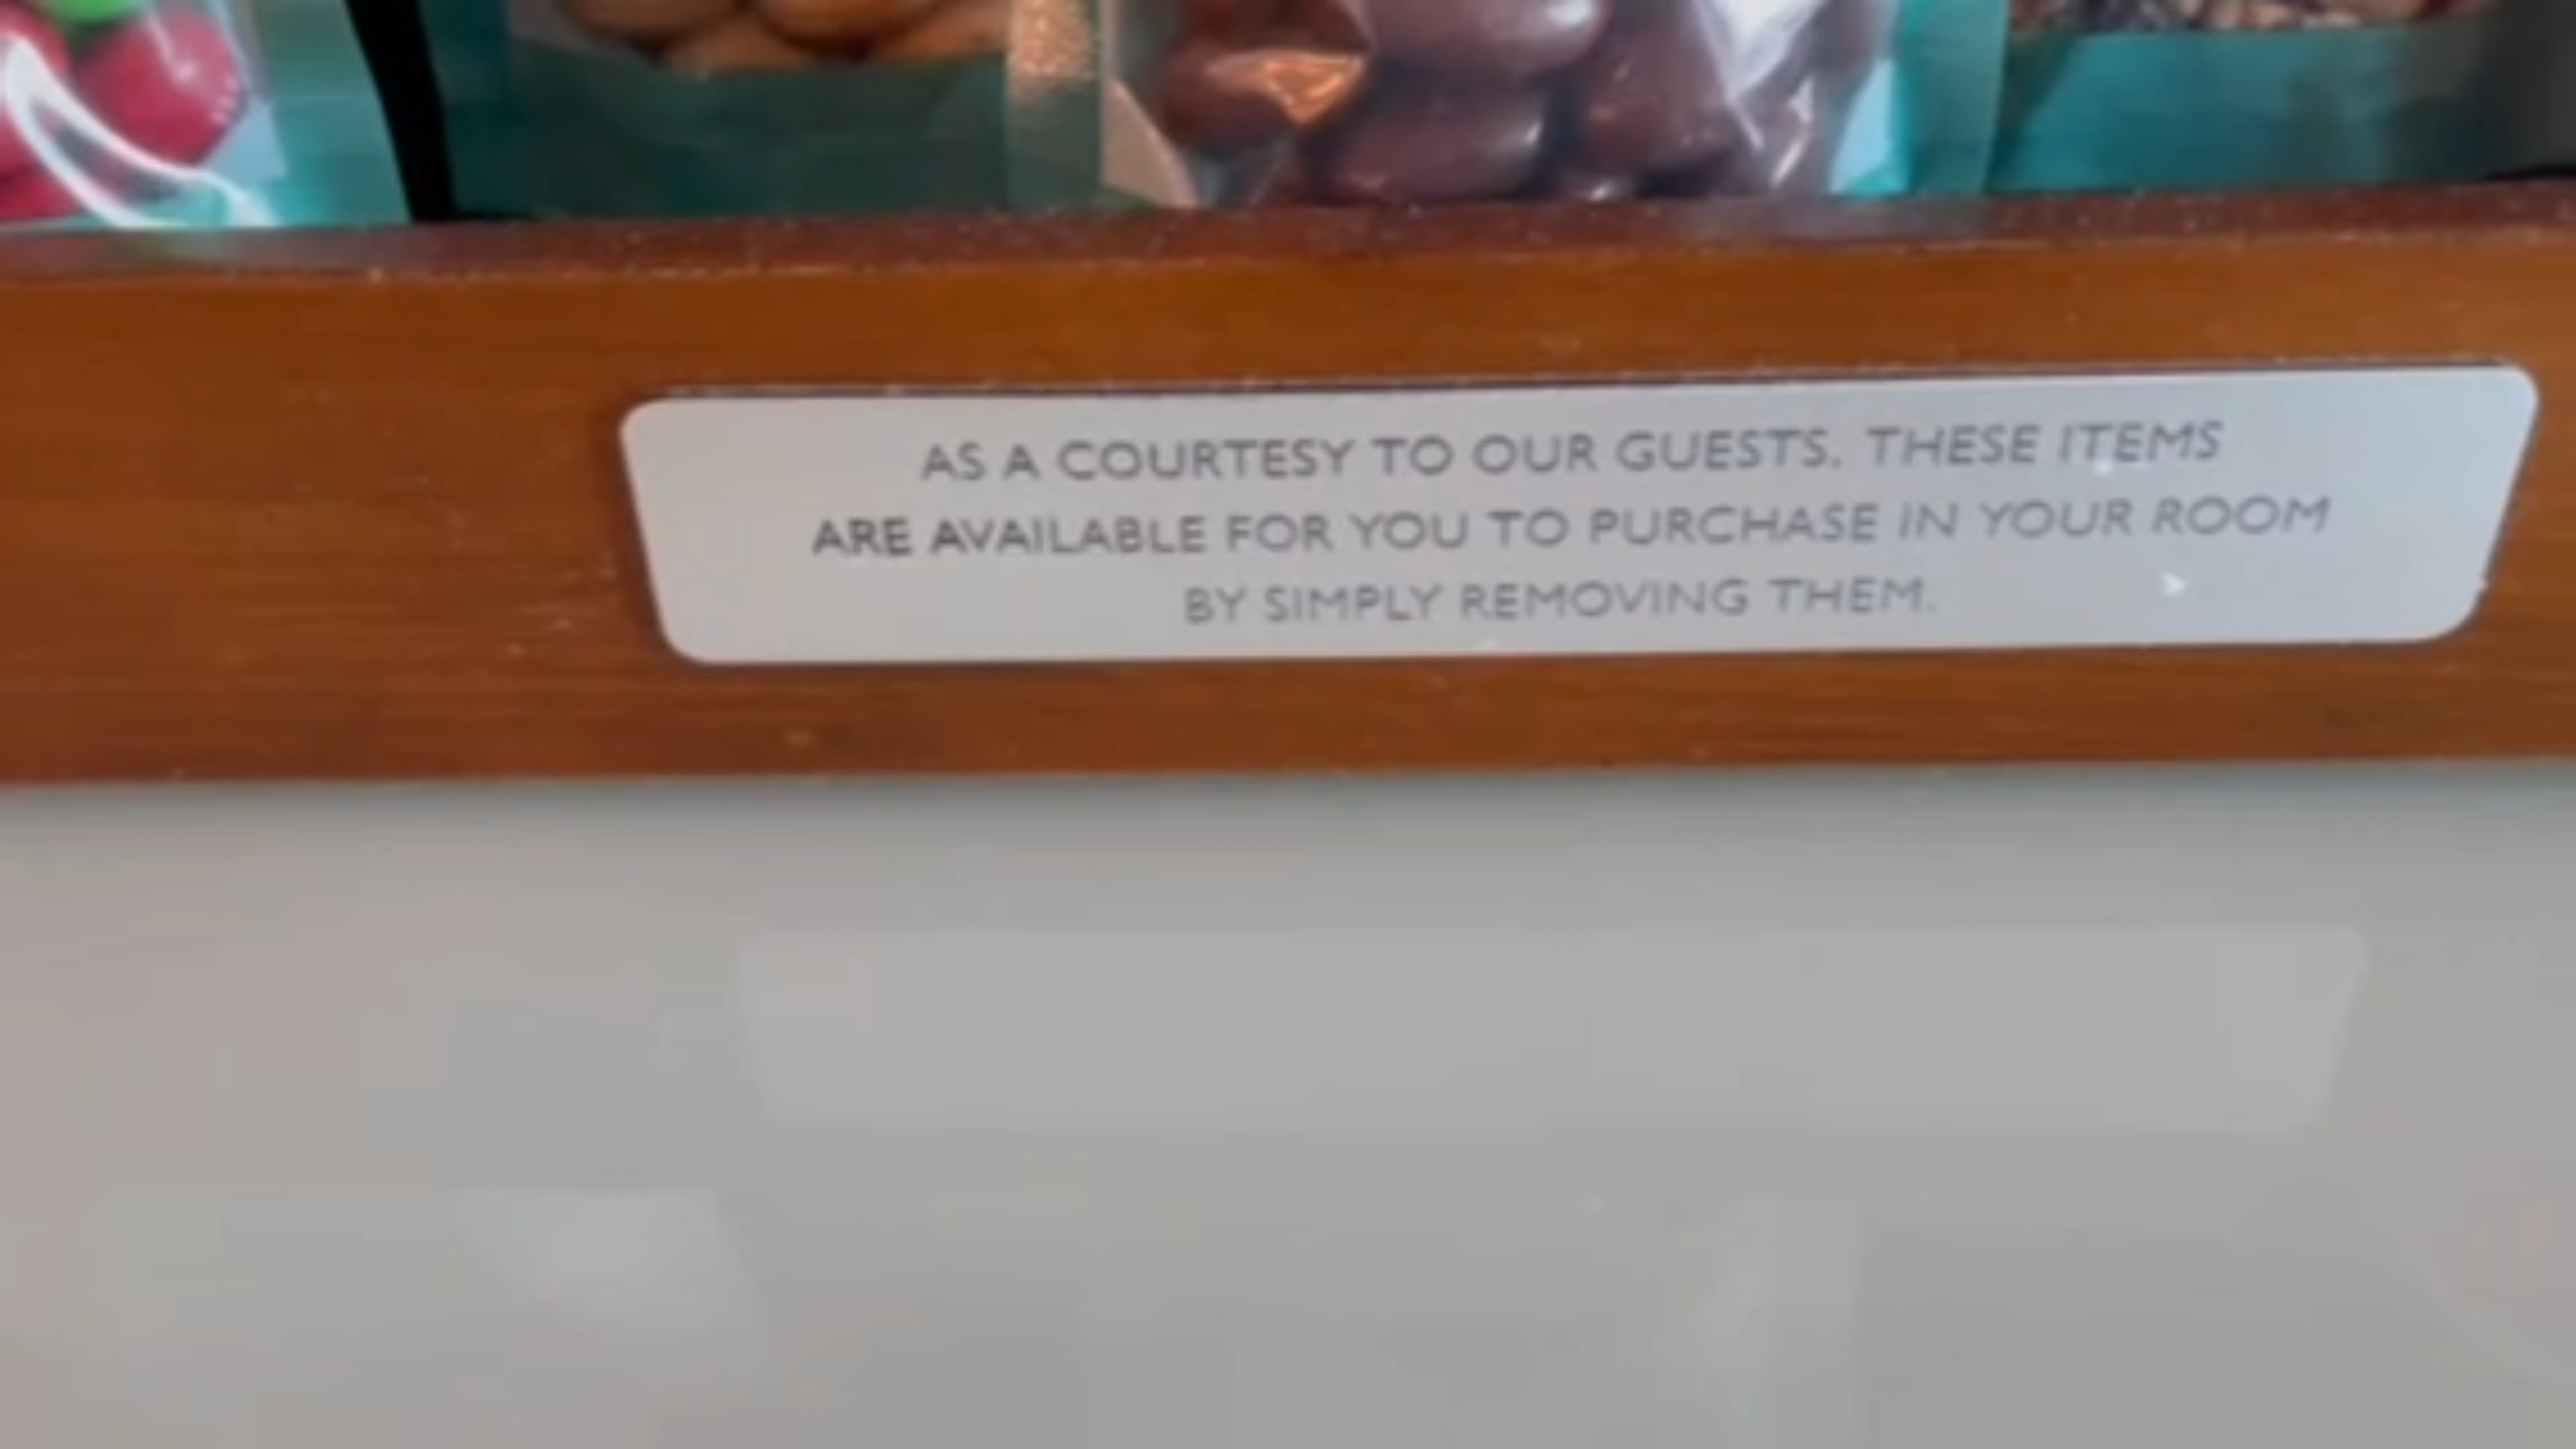 AS A COURTESY TO OUR GUESTS, THESE ITEMS
ARE AVAILABLE FOR YOU TO PURCHASE IN YOUR ROOM
BY SIMPLY REMOVING THEM.